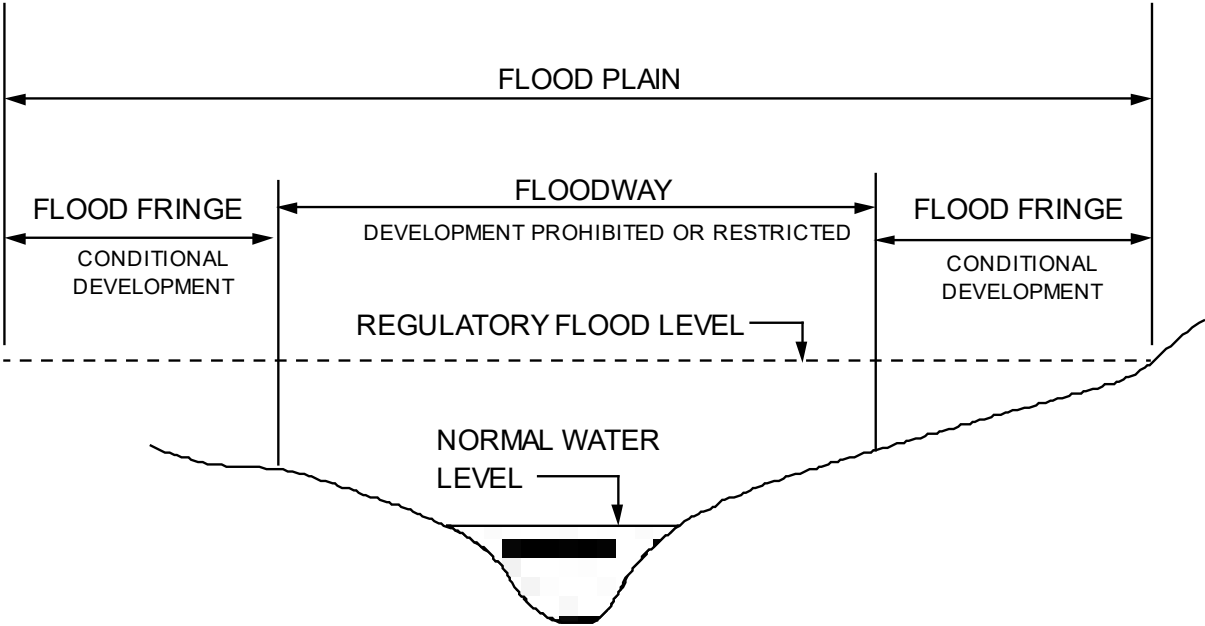 FLOOD PLAIN
FLOODWAY
FLOOD FRINGE
FLOOD FRINGE
DEVELOPMENT PROHIBITED OR RESTRICTED
CONDITIONAL
DEVELOPMENT
CONDITIONAL
DEVELOPMENT
REGULATORY FLOOD LEVEL
NORMAL WATER
LEVEL